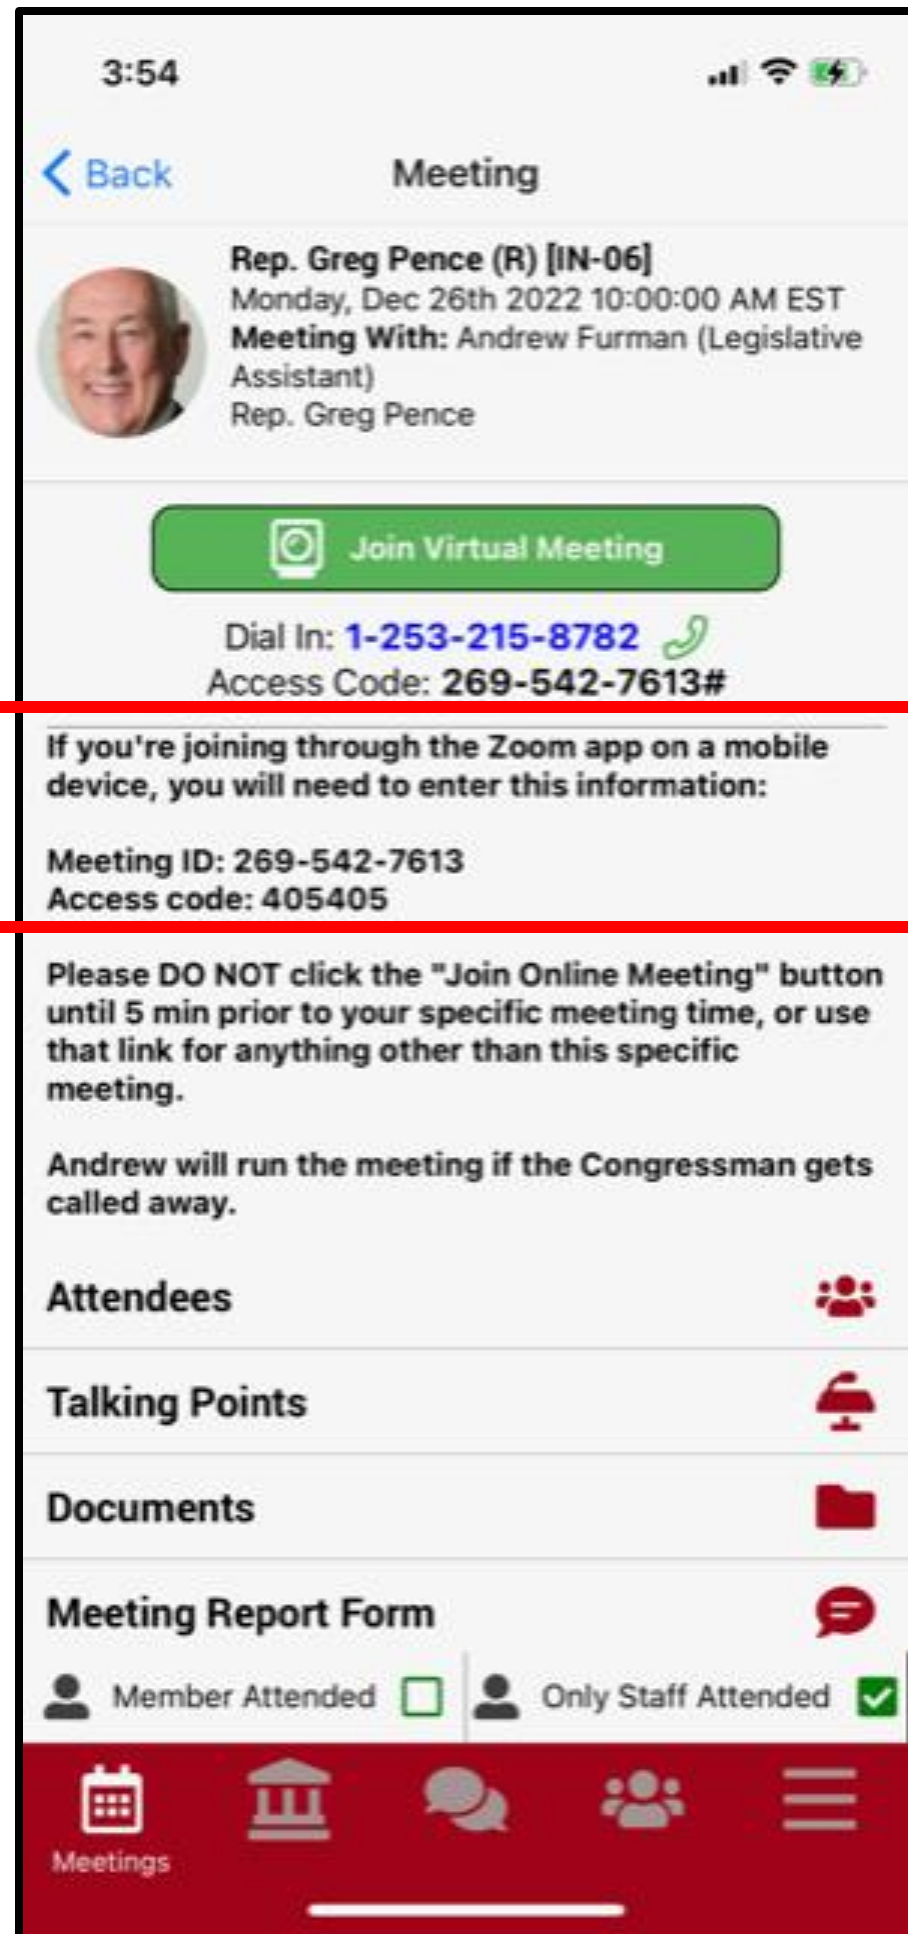 3:54
Back
Meeting
Rep. Greg Pence (R) [IN-06]
Monday, Dec 26th 2022 10:00:00 AM EST
Meeting With: Andrew Furman (Legislative
Assistant)
Rep. Greg Pence
Join Virtual Meeting
Dial In: 1-253-215-8782
Access Code: 269-542-7613#
If you're joining through the Zoom app on a mobile
device, you will need to enter this information:
Meeting ID: 269-542-7613
Access code: 405405
Please DO NOT click the "Join Online Meeting" button
until 5 min prior to your specific meeting time, or use
that link for anything other than this specific
meeting.
Andrew will run the meeting if the Congressman gets
called away.
Attendees
Talking Points
Documents
Meeting Report Form
Member Attended
Only Staff Attended
Meetings